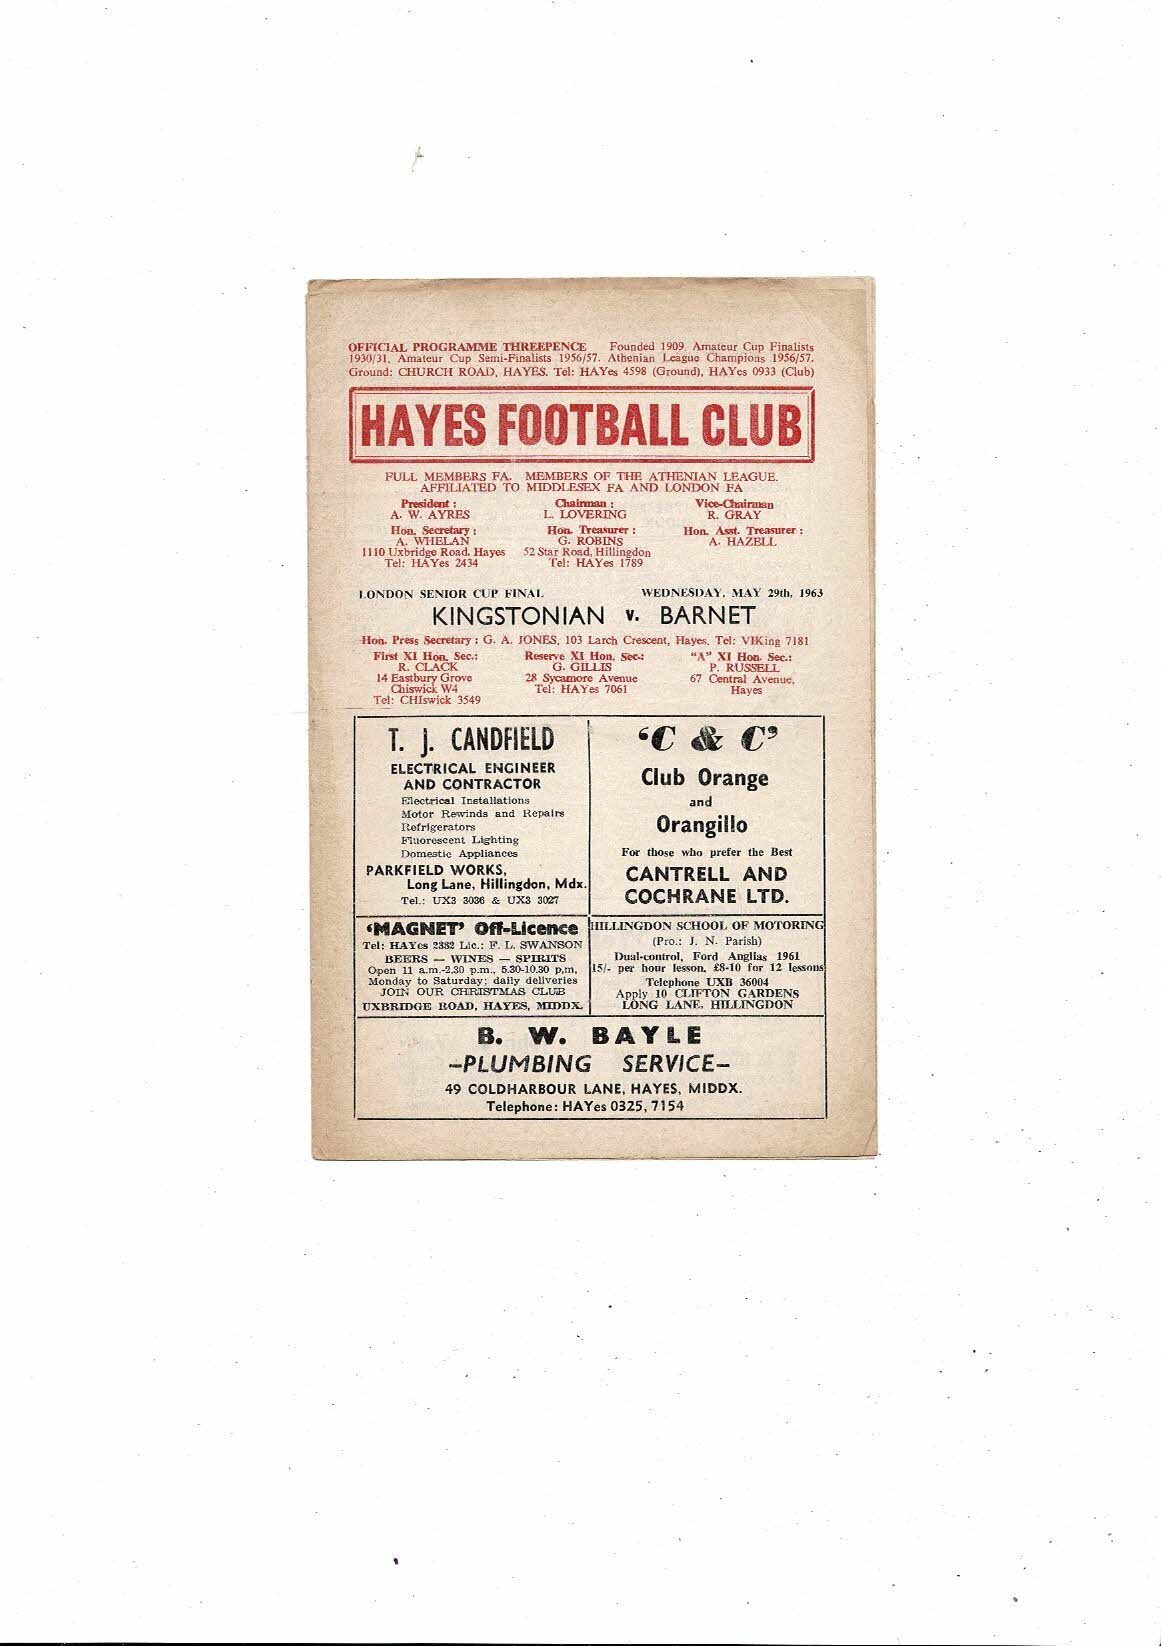 OFFICIAL PROGRAMME THREEPENCE Founded 1909, Amateur Cup Finalists
1930/31, Amateur Cup Semi-Finalists 1956/57. Athenian League Champions 1956/57.
Ground: CHURCH ROAD, HAYES. Tel: HAYes 4598 (Ground), HAYes 0933 (Club)
HAYES FOOTBALL CLUB
FULL MEMBERS FA. MEMBERS OF THE ATHENIAN LEAGUE.
AFFILIATED TO MIDDLESEX FA AND LONDON FA
President : Chairman : Vice-Chairman
A. W. AYRES L. LOVERING R. GRAY
Hon. Secretary : Hon. Treasurer : Hon. Asst. Treasurer :
A. WHELAN G. ROBINS A. HAZELL
1110 Uxbridge Road, Hayes 52 Star Road, Hillingdon
Tel: HAYes 2434 Tel: HAYes 1789
LONDON SENIOR CUP FINAL WEDNESDAY, MAY 29th, 1963
KINGSTONIAN v. BARNET
Hon. Press Secretary : G. A. JONES, 103 Larch Crescent, Hayes. Tel: VIKing 7181
First XI Hon. Sec.: Reserve XI Hon. Sec.: "A" XI Hon. Sec.:
R. CLACK G. GILLIS P. RUSSELL
14 Eastbury Grove 28 Sycamore Avenue 67 Central Avenue,
Chiswick W4 Tel: HAYes 7061 Hayes
Tel: CHIswick 3549
T. J. CANDFIELD
ELECTRICAL ENGINEER
AND CONTRACTOR
Electrical Installations
Motor Rewinds and Repairs
Refrigerators
Fluorescent Lighting
Domestic Appliances
PARKFIELD WORKS,
Long Lane, Hillingdon, Mdx.
Tel.: UX3 3036 & UX3 3027
'C & C'
Club Orange
and
Orangillo
For those who prefer the Best
CANTRELL AND
COCHRANE LTD.
'MAGNET' Off-Licence
Tel: HAYes 2382 Lic.: F. L. SWANSON
BEERS — WINES — SPIRITS
Open 11 a.m.-2.30 p.m., 5.30-10.30 p.m,
Monday to Saturday; daily deliveries
JOIN OUR CHRISTMAS CLUB
UXBRIDGE ROAD, HAYES, MIDDX.
HILLINGDON SCHOOL OF MOTORING
(Pro.: J. N. Parish)
Dual-control, Ford Anglias 1961
15/- per hour lesson. £8-10 for 12 lessons
Telephone UXB 36004
Apply 10 CLIFTON GARDENS
LONG LANE, HILLINGDON
B. W. BAYLE
-PLUMBING SERVICE-
49 COLDHARBOUR LANE, HAYES, MIDDX.
Telephone: HAYes 0325, 7154